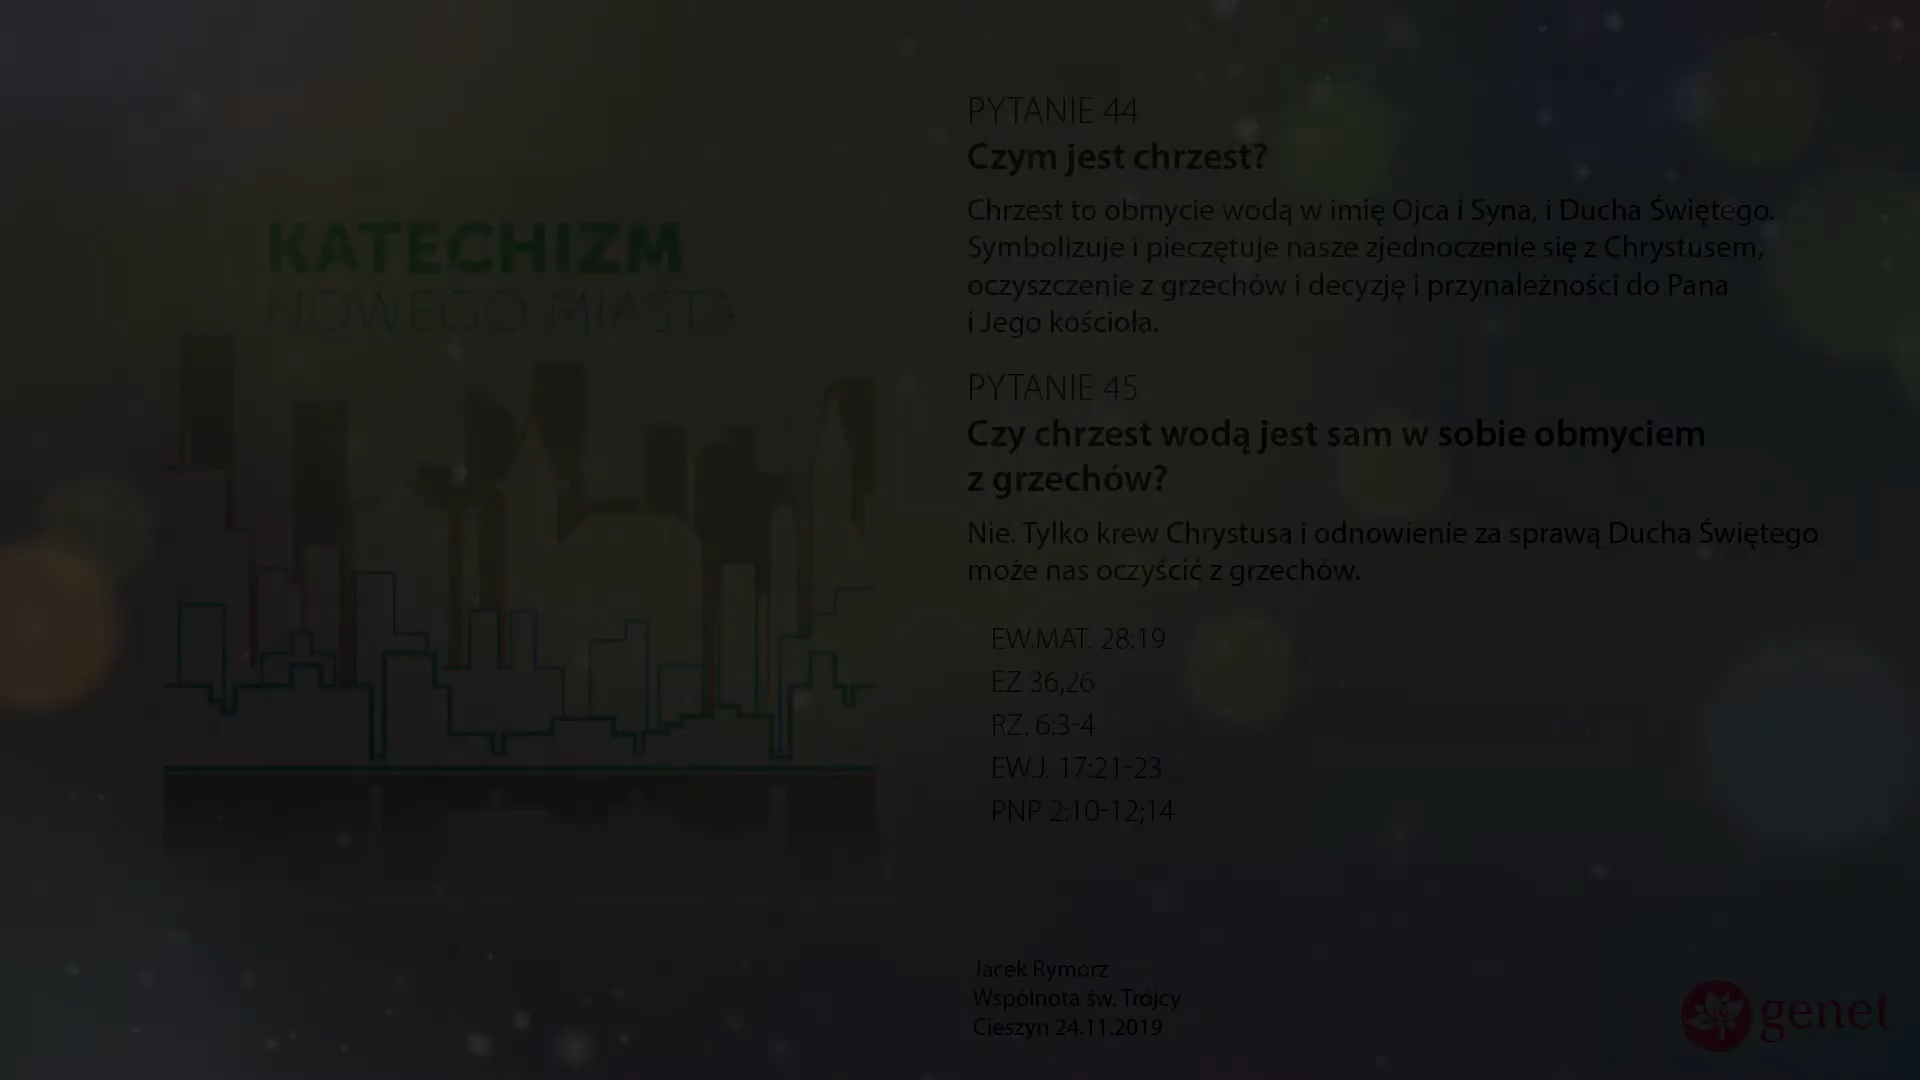 KATECHIZM
NOWEGO MIASTA
PYTANIE 44
Czym jest chrzest?
Chrzest to obmycie wodą w imię Ojca i Syna, i Ducha Świętego.
Symbolizuje i pieczętuje nasze zjednoczenie się z Chrystusem,
oczyszczenie z grzechów i decyzję i przynależności do Pana
i Jego kościoła.
PYTANIE 45
Czy chrzest wodą jest sam w sobie obmyciem
z grzechów?
Nie. Tylko krew Chrystusa i odnowienie za sprawą Ducha Świętego
może nas oczyścić z grzechów.
EW.MAT. 28:19
EZ 36,26
RZ. 6:3-4
EW.J. 17:21-23
PNP 2:10-12;14
Jacek Rymorz
Wspólnota św. Trójcy
Cieszyn 24.11.2019
genet